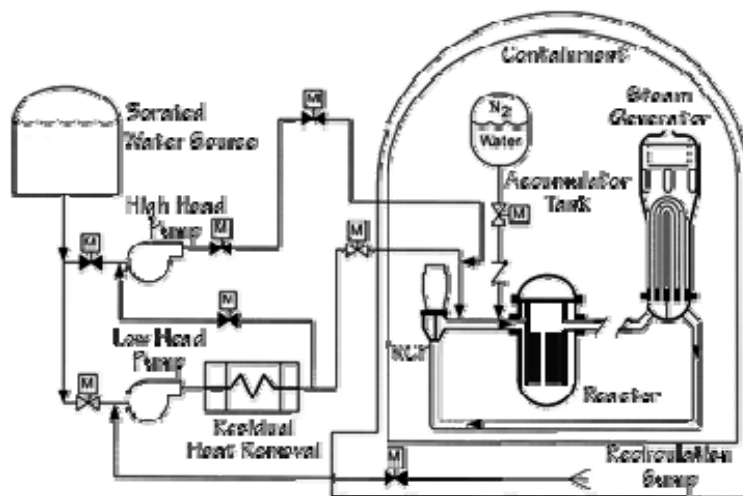 Containment
Steam
Generator
Borated
Water Source
M
N2
Water
Accumulator
Tank
M
High Head
Pump
M
M
M
M
Low Head
Pump
M
RCP
M
Reactor
Residual
Heat Removal
M
Recirculation
Sump